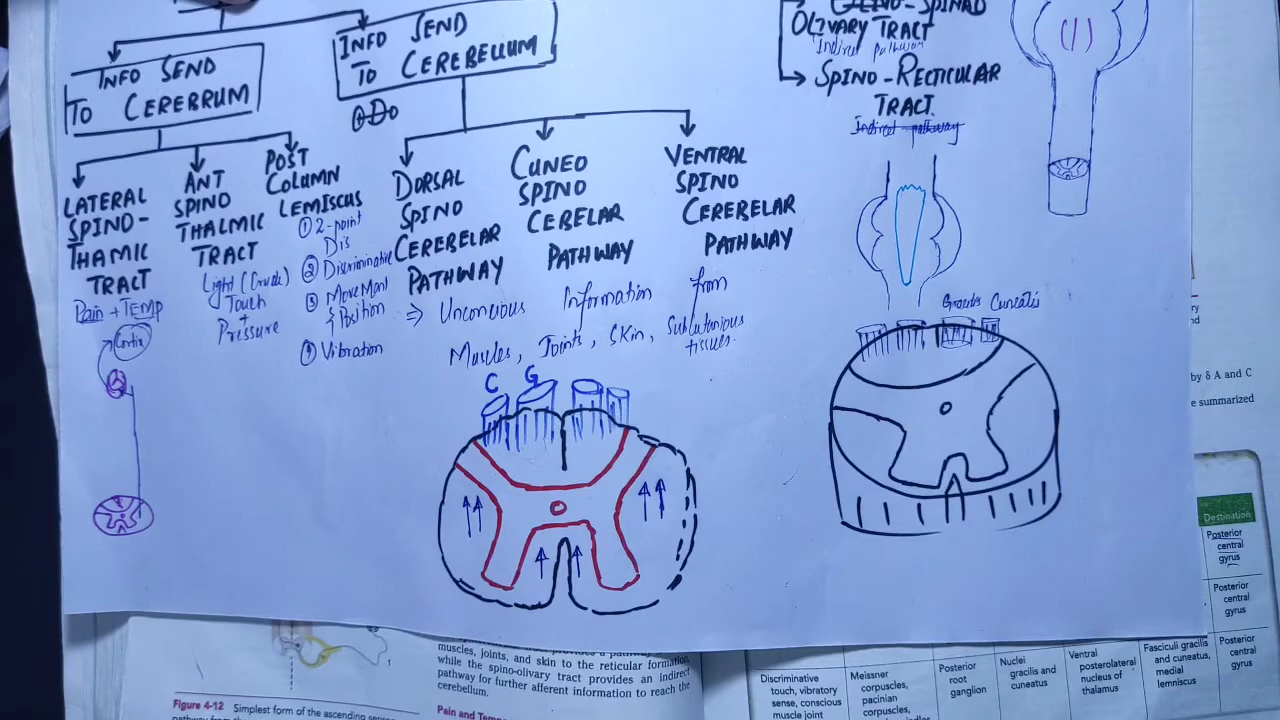 INFO SEND
TO CEREBRUM
INFO SEND
TO CEREBELLUM
LATERAL
SPINO-
THAMIC
TRACT
Pain + TEMP
Cortix
ANT
SPINO
THALMIC
TRACT
Light (Crude)
Touch
+
Pressure
POST
COLUMN
LEMISCUS
① 2-point
Dis
② Discriminative
③ Movement
& Position
④ Vibration
DORSAL
SPINO
CEREBELAR
PATHWAY
CUNEO
SPINO
CEBELAR
PATHWAY
VENTRAL
SPINO
CEREBELAR
PATHWAY
⇒ Unconcious Information from
Muscles, Joints, Skin, Subcutanious
tissues.
C G
SPINAO
OLIVARY TRACT
Indirect pathway
SPINO-RECTICULAR
TRACT.
Indirect pathway
Gracilis Cuneatis
by δ A and C
e summarized
Destination
Posterior
central
gyrus
Posterior
central
gyrus
Discriminative
touch, vibratory
sense, conscious
muscle joint
Meissner
corpuscles,
pacinian
corpuscles,
Posterior
root
ganglion
Nuclei
gracilis and
cuneatus
Ventral
posterolateral
nucleus of
thalamus
Fasciculi gracilis
and cuneatus,
medial
lemniscus
Posterior
central
gyrus
muscles, joints, and skin to the reticular formation,
while the spino-olivary tract provides an indirect
pathway for further afferent information to reach the
cerebellum.
Figure 4-12 Simplest form of the ascending